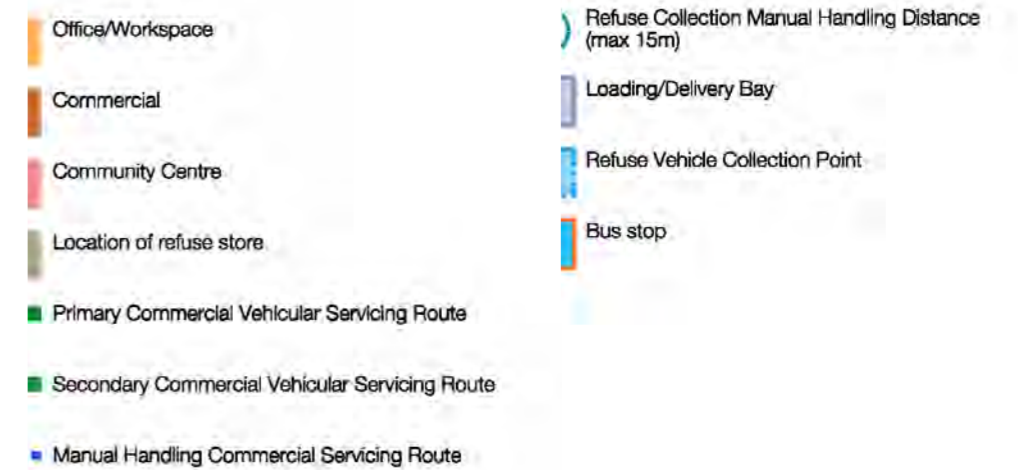 Office/Workspace
Commercial
Community Centre
Location of refuse store
Primary Commercial Vehicular Servicing Route
Secondary Commercial Vehicular Servicing Route
Manual Handling Commercial Servicing Route
Refuse Collection Manual Handling Distance
(max 15m)
Loading/Delivery Bay
Refuse Vehicle Collection Point
Bus stop